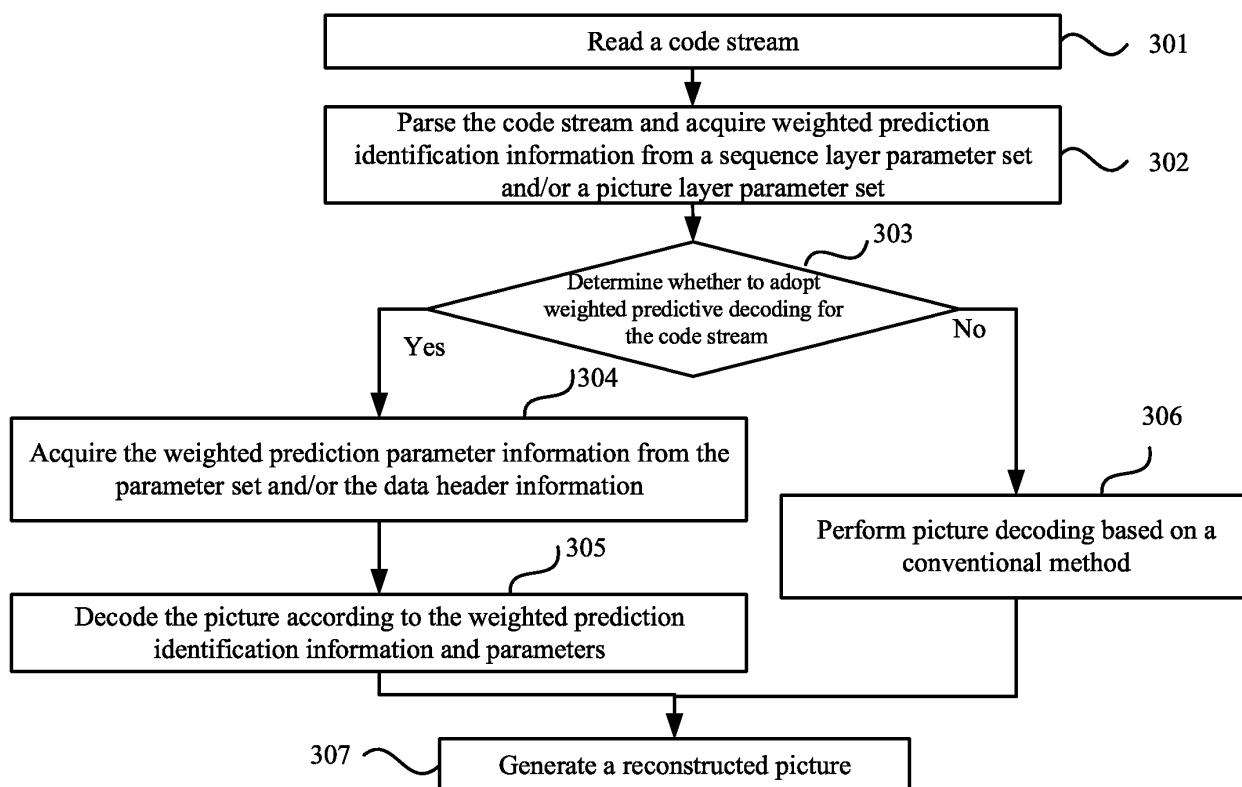 Read a code stream
301
Parse the code stream and acquire weighted prediction
identification information from a sequence layer parameter set
and/or a picture layer parameter set
302
303
Determine whether to adopt
weighted predictive decoding for
the code stream
Yes
No
304
Acquire the weighted prediction parameter information from the
parameter set and/or the data header information
306
Perform picture decoding based on a
conventional method
305
Decode the picture according to the weighted prediction
identification information and parameters
307
Generate a reconstructed picture